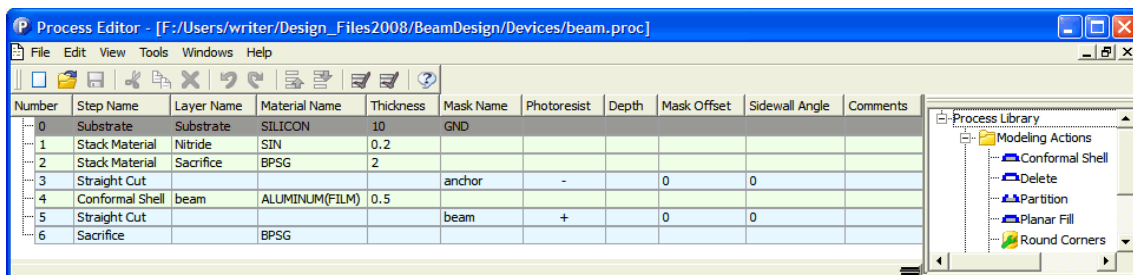 Process Editor - [F:/Users/writer/Design_Files2008/BeamDesign/Devices/beam.proc]
File Edit View Tools Windows Help
Number Step Name Layer Name Material Name Thickness Mask Name Photoresist Depth Mask Offset Sidewall Angle Comments
0 Substrate Substrate SILICON 10 GND
1 Stack Material Nitride SIN 0.2
2 Stack Material Sacrifice BPSG 2
3 Straight Cut anchor - 0 0
4 Conformal Shell beam ALUMINUM(FILM) 0.5
5 Straight Cut beam + 0 0
6 Sacrifice BPSG
Process Library
Modeling Actions
Conformal Shell
Delete
Partition
Planar Fill
Round Corners